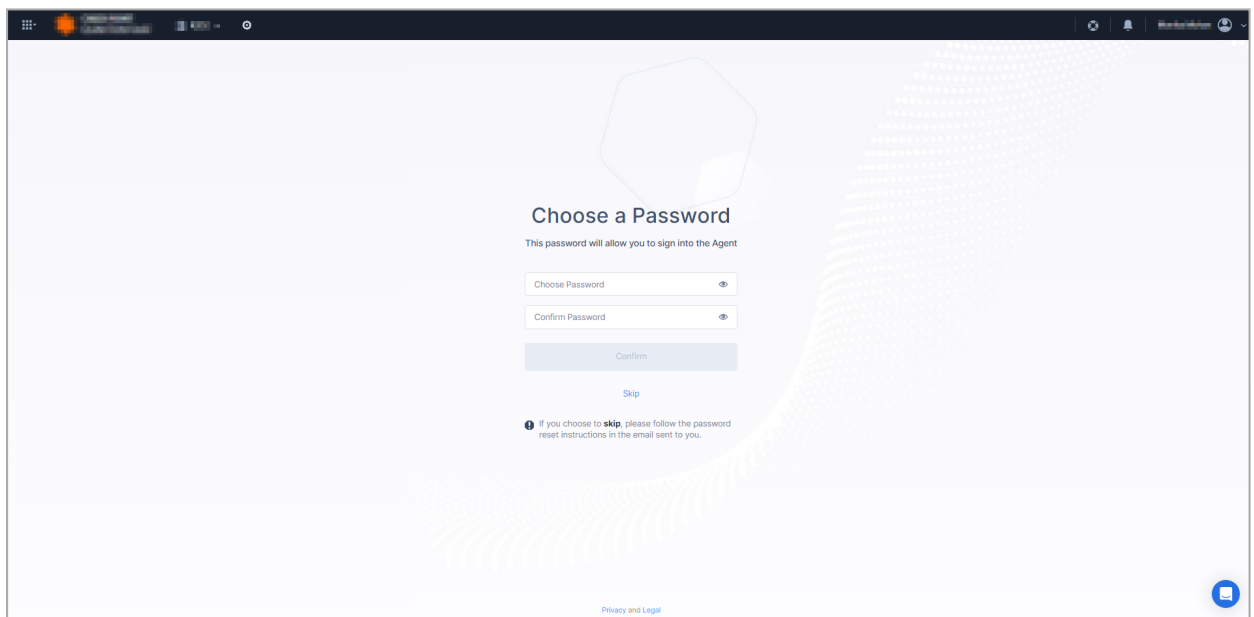 Choose a Password
This password will allow you to sign into the Agent
Choose Password
Confirm Password
Confirm
Skip
If you choose to skip, please follow the password
reset instructions in the email sent to you.
Privacy and Legal